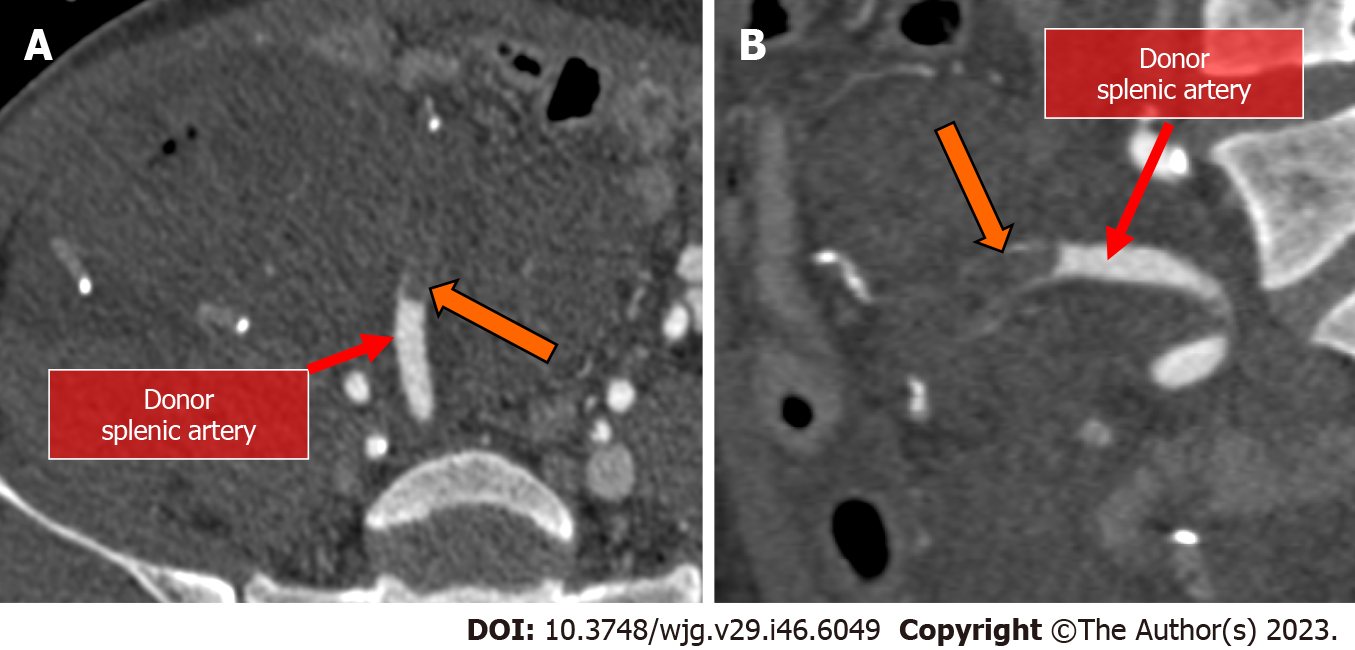 A
B
Donor
splenic artery
Donor
splenic artery
DOI: 10.3748/wjg.v29.i46.6049 Copyright ©The Author(s) 2023.